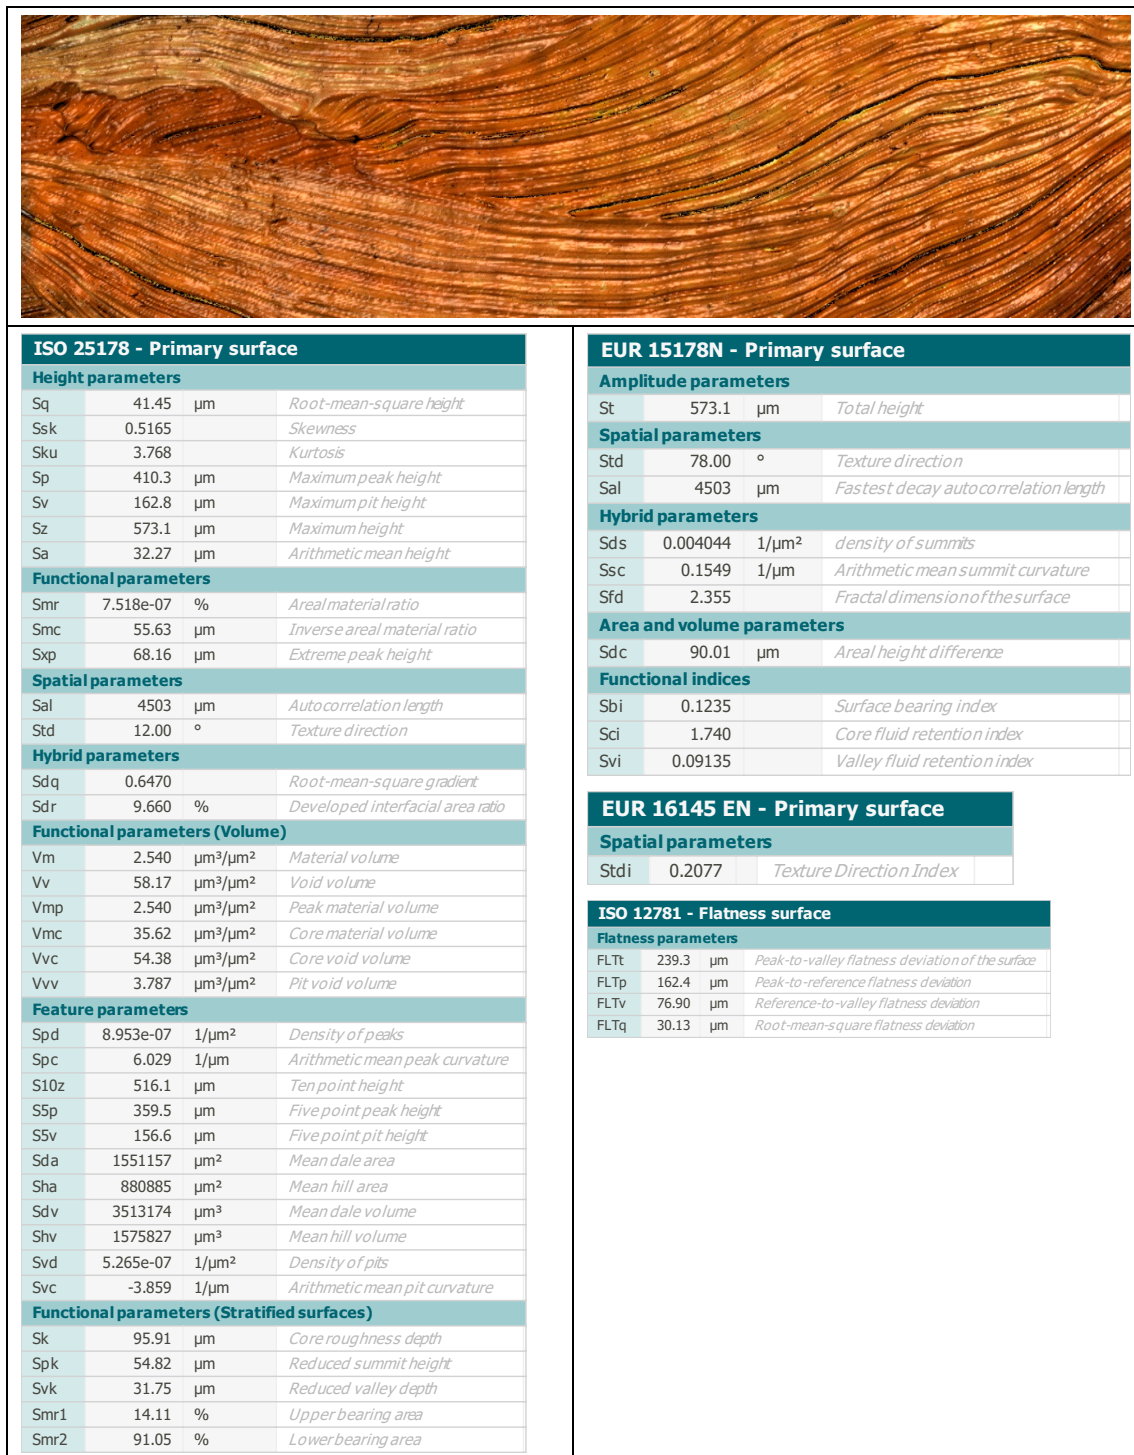 ISO 25178 - Primary surface
Height parameters
Sq 41.45 µm Root-mean-square height
Ssk 0.5165 Skewness
Sku 3.768 Kurtosis
Sp 410.3 µm Maximum peak height
Sv 162.8 µm Maximum pit height
Sz 573.1 µm Maximum height
Sa 32.27 µm Arithmetic mean height
Functional parameters
Smr 7.518e-07 % Areal material ratio
Smc 55.63 µm Inverse areal material ratio
Sxp 68.16 µm Extreme peak height
Spatial parameters
Sal 4503 µm Autocorrelation length
Std 12.00 ° Texture direction
Hybrid parameters
Sdq 0.6470 Root-mean-square gradient
Sdr 9.660 % Developed interfacial area ratio
Functional parameters (Volume)
Vm 2.540 µm³/µm² Material volume
Vv 58.17 µm³/µm² Void volume
Vmp 2.540 µm³/µm² Peak material volume
Vmc 35.62 µm³/µm² Core material volume
Vvc 54.38 µm³/µm² Core void volume
Vvv 3.787 µm³/µm² Pit void volume
Feature parameters
Spd 8.953e-07 1/µm² Density of peaks
Spc 6.029 1/µm Arithmetic mean peak curvature
S10z 516.1 µm Ten point height
S5p 359.5 µm Five point peak height
S5v 156.6 µm Five point pit height
Sda 1551157 µm² Mean dale area
Sha 880885 µm² Mean hill area
Sdv 3513174 µm³ Mean dale volume
Shv 1575827 µm³ Mean hill volume
Svd 5.265e-07 1/µm² Density of pits
Svc -3.859 1/µm Arithmetic mean pit curvature
Functional parameters (Stratified surfaces)
Sk 95.91 µm Core roughness depth
Spk 54.82 µm Reduced summit height
Svk 31.75 µm Reduced valley depth
Smr1 14.11 % Upper bearing area
Smr2 91.05 % Lower bearing area
EUR 15178N - Primary surface
Amplitude parameters
St 573.1 µm Total height
Spatial parameters
Std 78.00 ° Texture direction
Sal 4503 µm Fastest decay autocorrelation length
Hybrid parameters
Sds 0.004044 1/µm² density of summits
Ssc 0.1549 1/µm Arithmetic mean summit curvature
Sfd 2.355 Fractal dimension of the surface
Area and volume parameters
Sdc 90.01 µm Areal height difference
Functional indices
Sbi 0.1235 Surface bearing index
Sci 1.740 Core fluid retention index
Svi 0.09135 Valley fluid retention index
EUR 16145 EN - Primary surface
Spatial parameters
Stdi 0.2077 Texture Direction Index
ISO 12781 - Flatness surface
Flatness parameters
FLTt 239.3 µm Peak-to-valley flatness deviation of the surface
FLTp 162.4 µm Peak-to-reference flatness deviation
FLTv 76.90 µm Reference-to-valley flatness deviation
FLTq 30.13 µm Root-mean-square flatness deviation